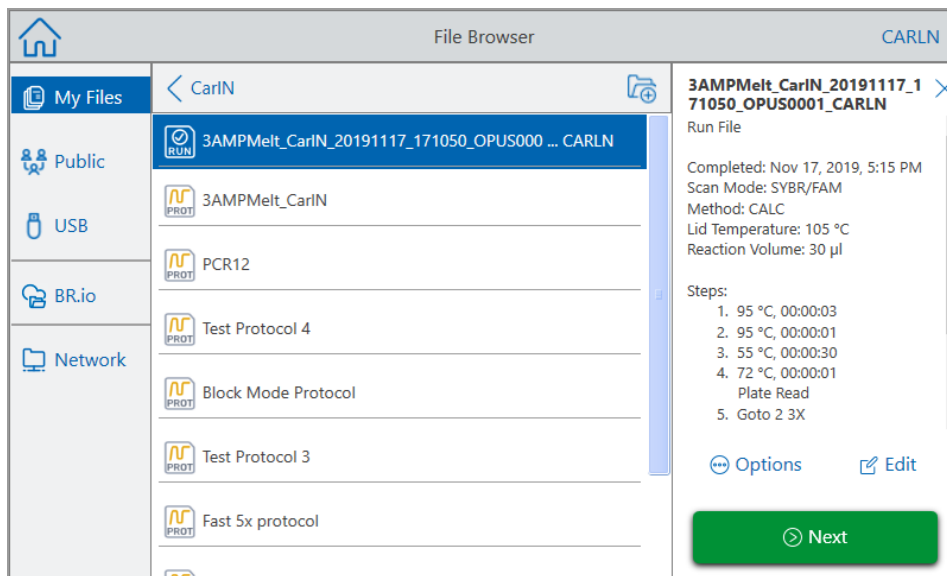 File Browser
CARLN
My Files
Public
USB
BR.io
Network
CarIN
RUN
3AMPMelt_CarIN_20191117_171050_OPUS000 ... CARLN
PROT
3AMPMelt_CarIN
PROT
PCR12
PROT
Test Protocol 4
PROT
Block Mode Protocol
PROT
Test Protocol 3
PROT
Fast 5x protocol
3AMPMelt_CarIN_20191117_1
71050_OPUS0001_CARLN
Run File
Completed: Nov 17, 2019, 5:15 PM
Scan Mode: SYBR/FAM
Method: CALC
Lid Temperature: 105 °C
Reaction Volume: 30 µl
Steps:
1. 95 °C, 00:00:03
2. 95 °C, 00:00:01
3. 55 °C, 00:00:30
4. 72 °C, 00:00:01
Plate Read
5. Goto 2 3X
Options
Edit
Next